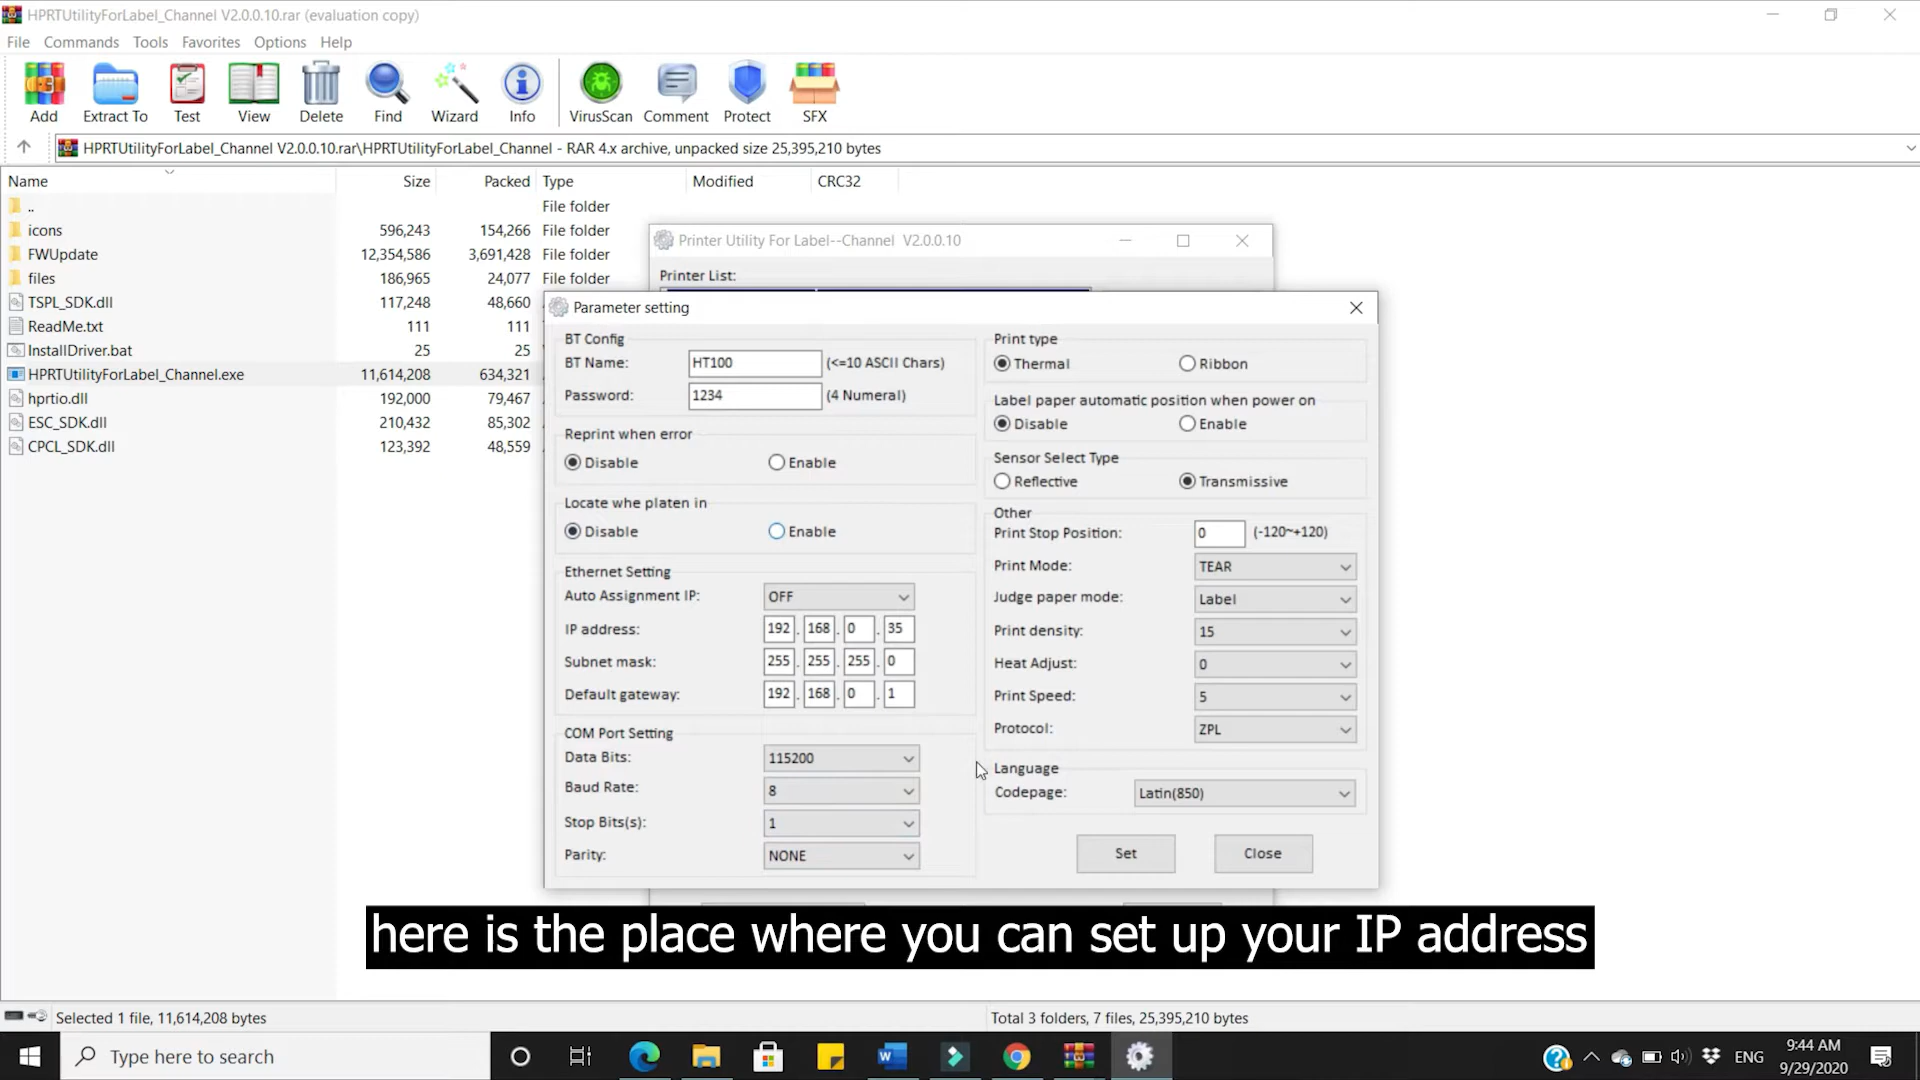 HPRTUtilityForLabel_Channel V2.0.0.10.rar (evaluation copy)
File Commands Tools Favorites Options Help
Add Extract To Test View Delete Find Wizard Info VirusScan Comment Protect SFX
HPRTUtilityForLabel_Channel V2.0.0.10.rar\HPRTUtilityForLabel_Channel - RAR 4.x archive, unpacked size 25,395,210 bytes
Name Size Packed Type Modified CRC32
.. File folder
icons 596,243 154,266 File folder
FWUpdate 12,354,586 3,691,428 File folder
files 186,965 24,077 File folder
TSPL_SDK.dll 117,248 48,660
ReadMe.txt 111 111
InstallDriver.bat 25 25
HPRTUtilityForLabel_Channel.exe 11,614,208 634,321
hprtio.dll 192,000 79,467
ESC_SDK.dll 210,432 85,302
CPCL_SDK.dll 123,392 48,559
Printer Utility For Label--Channel V2.0.0.10
Printer List:
Parameter setting
BT Config
BT Name: HT100 (<=10 ASCII Chars)
Password: 1234 (4 Numeral)
Reprint when error
Disable Enable
Locate whe platen in
Disable Enable
Ethernet Setting
Auto Assignment IP: OFF
IP address: 192 . 168 . 0 . 35
Subnet mask: 255 . 255 . 255 . 0
Default gateway: 192 . 168 . 0 . 1
COM Port Setting
Data Bits: 115200
Baud Rate: 8
Stop Bits(s): 1
Parity: NONE
Print type
Thermal Ribbon
Label paper automatic position when power on
Disable Enable
Sensor Select Type
Reflective Transmissive
Other
Print Stop Position: 0 (-120~+120)
Print Mode: TEAR
Judge paper mode: Label
Print density: 15
Heat Adjust: 0
Print Speed: 5
Protocol: ZPL
Language
Codepage: Latin(850)
Set Close
here is the place where you can set up your IP address
Selected 1 file, 11,614,208 bytes Total 3 folders, 7 files, 25,395,210 bytes
Type here to search ENG 9:44 AM
9/29/2020